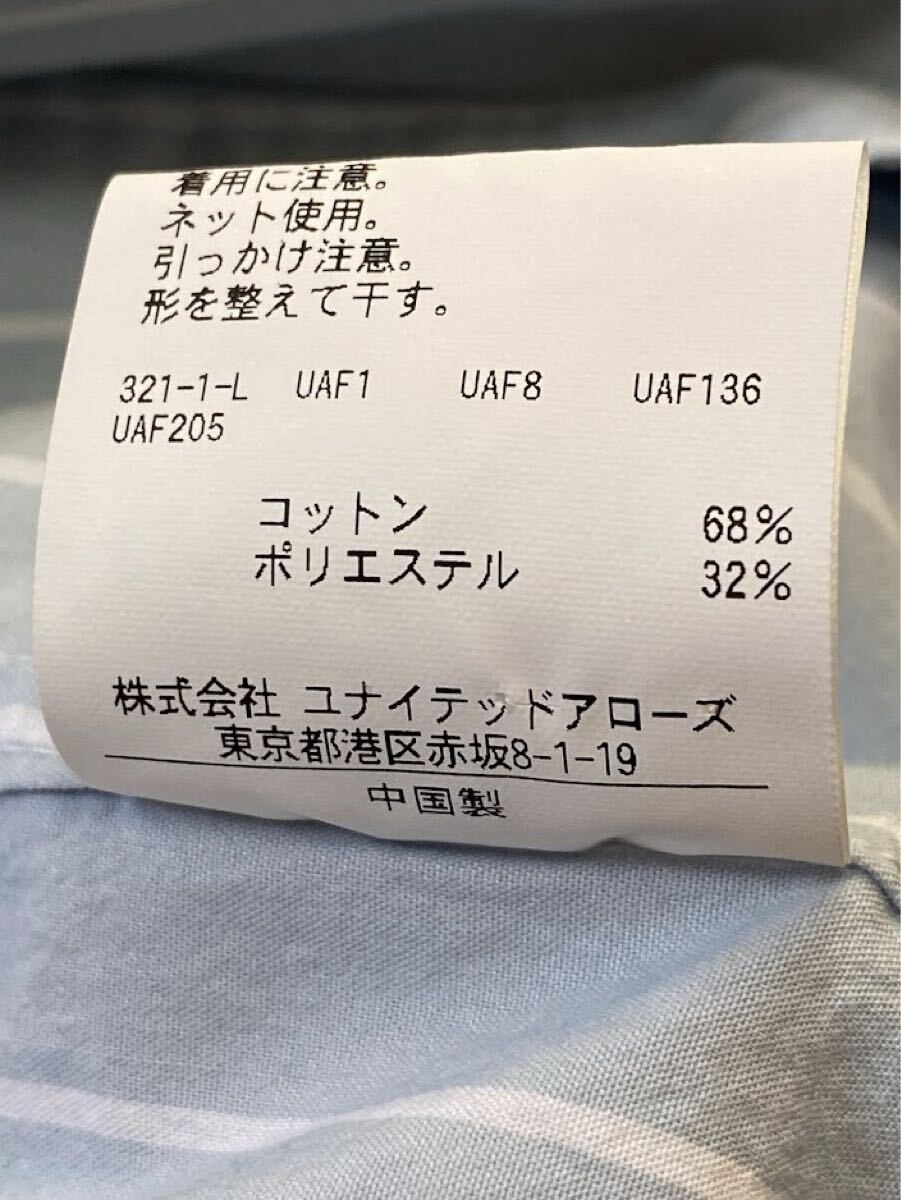 着用に注意。
ネット使用。
引っかけ注意。
形を整えて干す。
321-1-L UAF1 UAF8 UAF136
UAF205
コットン 68%
ポリエステル 32%
株式会社 ユナイテッドアローズ
東京都港区赤坂8-1-19
中国製